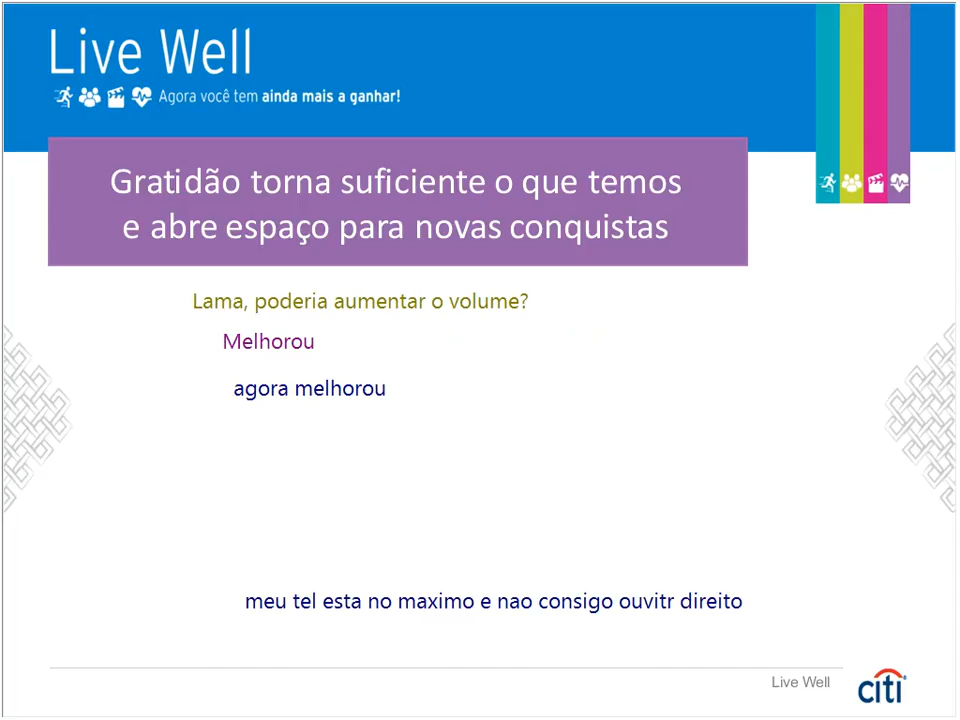 Live Well
Agora você tem ainda mais a ganhar!
Gratidão torna suficiente o que temos
e abre espaço para novas conquistas
Lama, poderia aumentar o volume?
Melhorou
agora melhorou
meu tel esta no maximo e nao consigo ouvitr direito
Live Well
citi